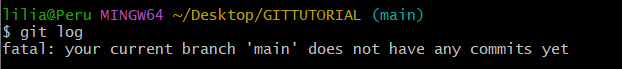 lilia@Peru MINGW64 ~/Desktop/GITTUTORIAL (main)
$ git log
fatal: your current branch 'main' does not have any commits yet